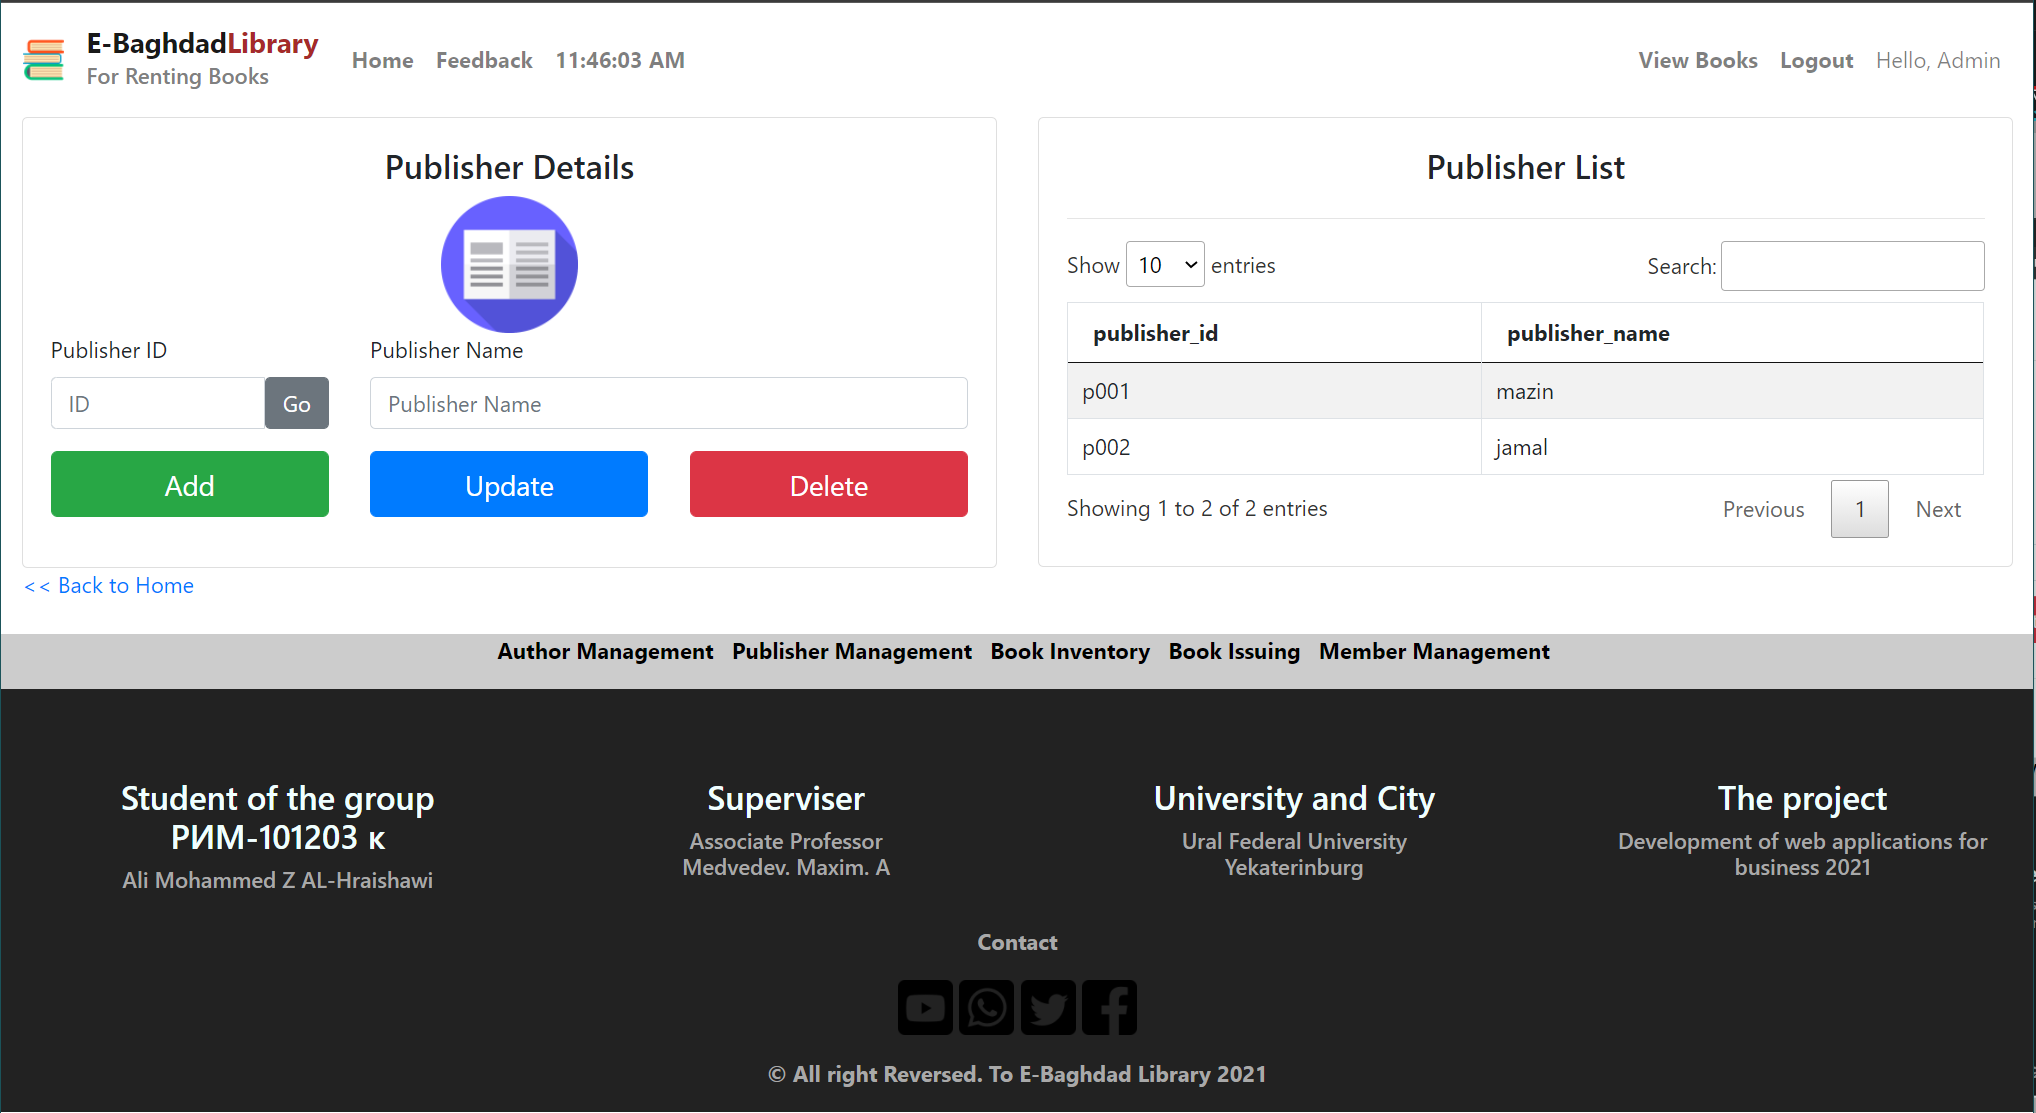 E-BaghdadLibrary
For Renting Books
Home Feedback 11:46:03 AM
View Books Logout Hello, Admin
Publisher Details
Publisher ID Publisher Name
ID Go Publisher Name
Add Update Delete
<< Back to Home
Publisher List
Show 10 entries Search:
publisher_id publisher_name
p001 mazin
p002 jamal
Showing 1 to 2 of 2 entries Previous 1 Next
Author Management Publisher Management Book Inventory Book Issuing Member Management
Student of the group
РИМ-101203 к
Ali Mohammed Z AL-Hraishawi
Superviser
Associate Professor
Medvedev. Maxim. A
University and City
Ural Federal University
Yekaterinburg
The project
Development of web applications for
business 2021
Contact
© All right Reversed. To E-Baghdad Library 2021